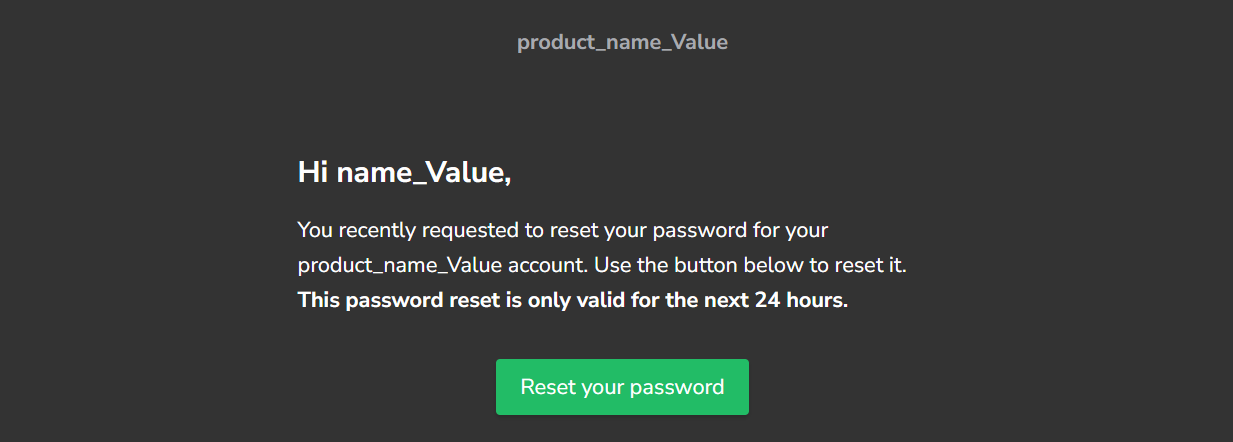 product_name_Value
Hi name_Value,
You recently requested to reset your password for your
product_name_Value account. Use the button below to reset it.
This password reset is only valid for the next 24 hours.
Reset your password